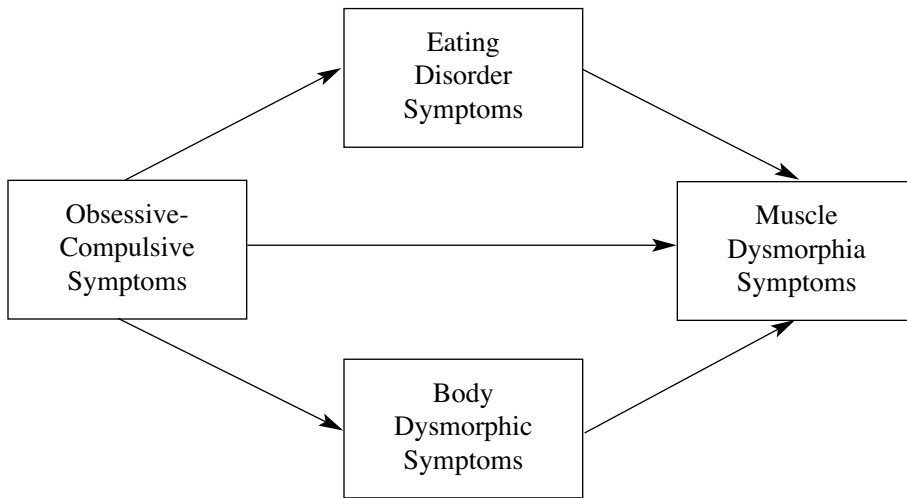 Eating
Disorder
Symptoms
Obsessive-
Compulsive
Symptoms
Muscle
Dysmorphia
Symptoms
Body
Dysmorphic
Symptoms